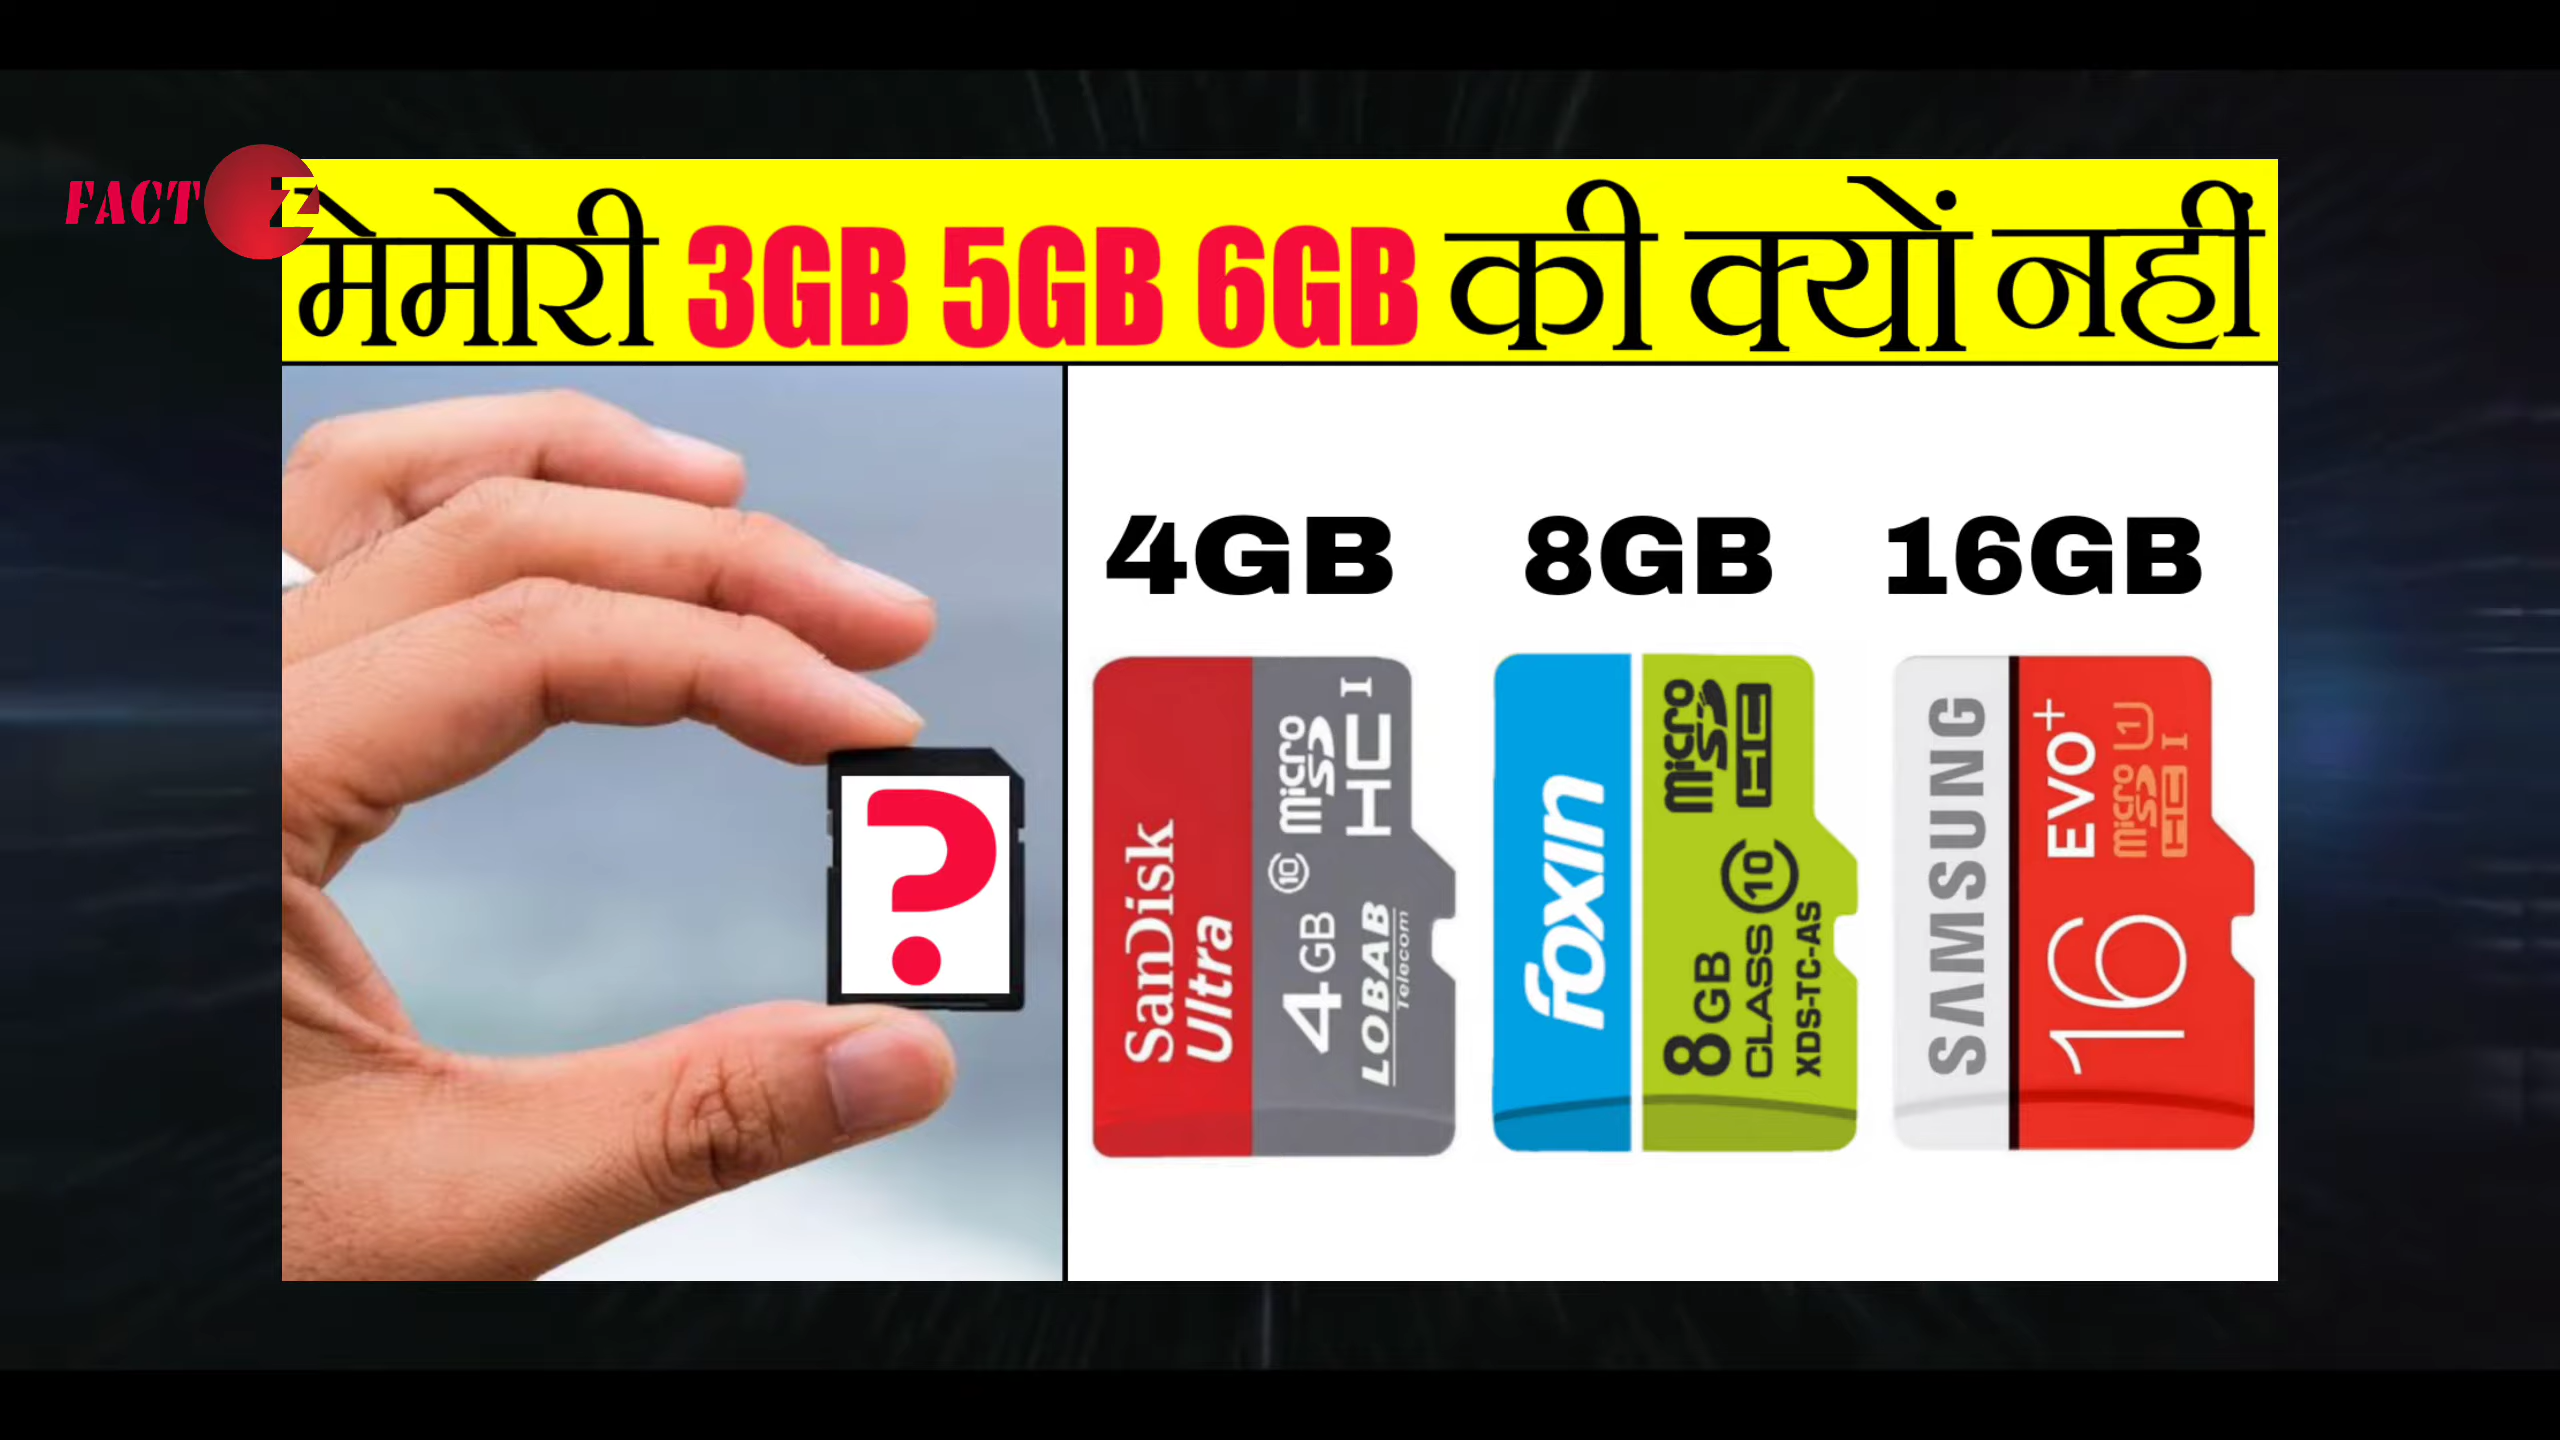 FACT Z
मेमोरी 3GB 5GB 6GB की क्यों नहीं
?
4GB 8GB 16GB
SanDisk
Ultra
micro SD HC I
10
4GB
LOBAB
Telecom
foxin
micro SD HC
8GB
CLASS 10
XDS-TC-AS
SAMSUNG
16
EVO+
micro SD HC I
U1